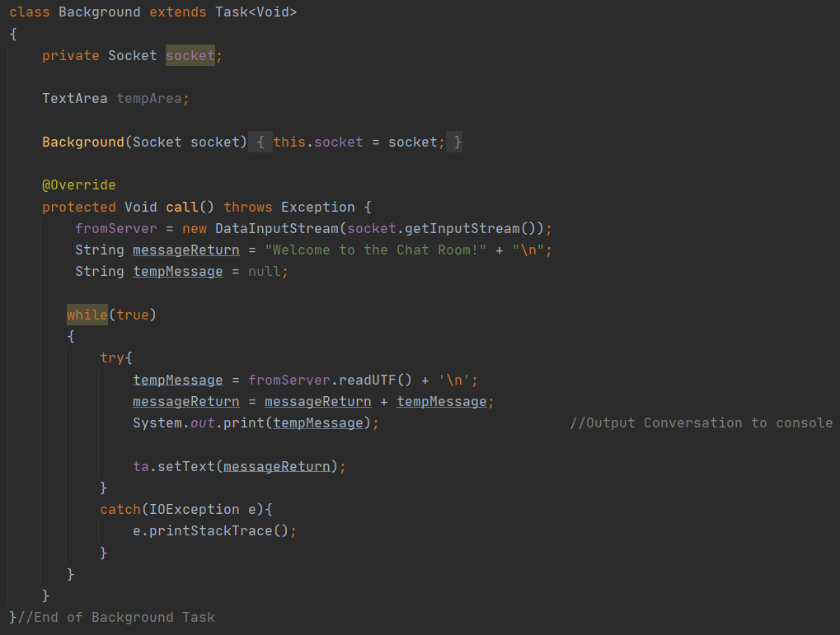 class Background extends Task<Void>
{
    private Socket socket;
    TextArea tempArea;
    Background(Socket socket) { this.socket = socket; }
    @Override
    protected Void call() throws Exception {
        fromServer = new DataInputStream(socket.getInputStream());
        String messageReturn = "Welcome to the Chat Room!" + "\n";
        String tempMessage = null;
       while(true)
       {
           try{
               tempMessage = fromServer.readUTF() + '\n';
               messageReturn = messageReturn + tempMessage;
               System.out.print(tempMessage);                       //Output Conversation to console
               ta.setText(messageReturn);
           }
           catch(IOException e){
               e.printStackTrace();
           }
       }
    }
}//End of Background Task